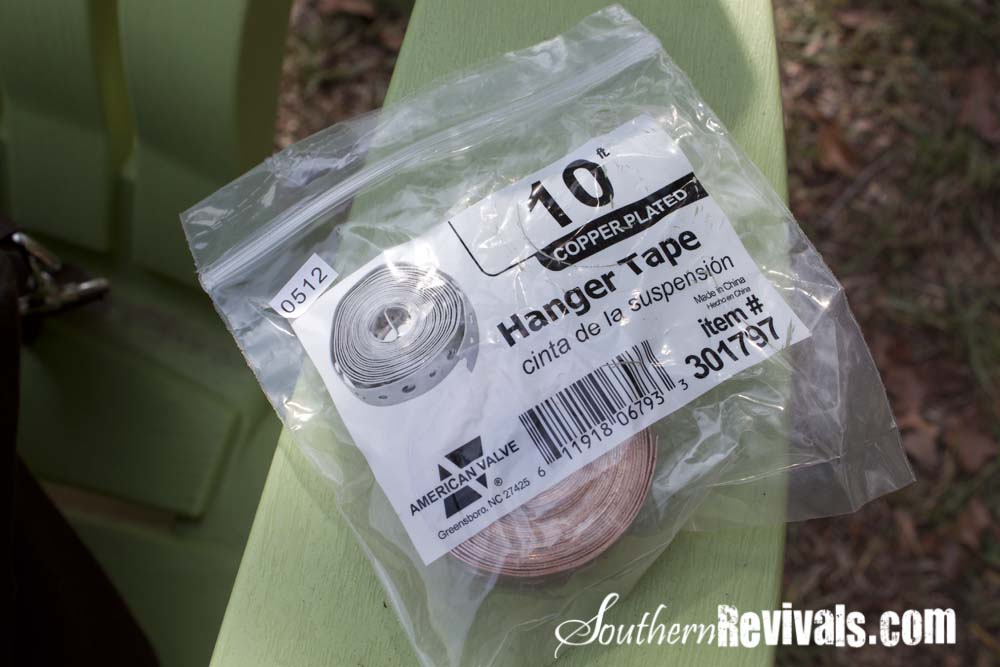 10 ft
COPPER PLATED
Hanger Tape
cinta de la suspensión
Made in China
Hecho en China
item #
301797
0512
6 11918 06793 3
AMERICAN VALVE
®
Greensboro, NC 27425
SouthernRevivals.com